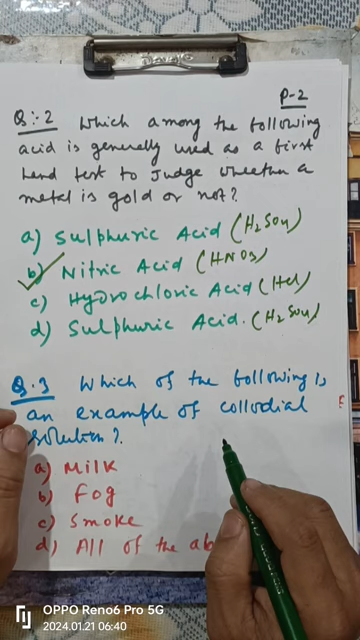 P-2
Q:-2 Which among the following
acid is generally used as a first
hand test to Judge wheether a
metal is gold or not?
a) Sulphuric Acid (H2SO4)
b) Nitric Acid (HNO3)
c) Hydrochloric Acid (HCl)
d) Sulphuric Acid. (H2SO4)
Q.3 Which of the following is
an example of collodial
solution?
a) Milk
b) Fog
c) Smoke
d) All of the ab
OPPO Reno6 Pro 5G
2024.01.21 06:40